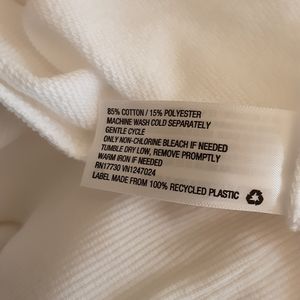 85% COTTON / 15% POLYESTER
MACHINE WASH COLD SEPARATELY
GENTLE CYCLE
ONLY NON-CHLORINE BLEACH IF NEEDED
TUMBLE DRY LOW, REMOVE PROMPTLY
WARM IRON IF NEEDED
RN17730 VN1247024
LABEL MADE FROM 100% RECYCLED PLASTIC